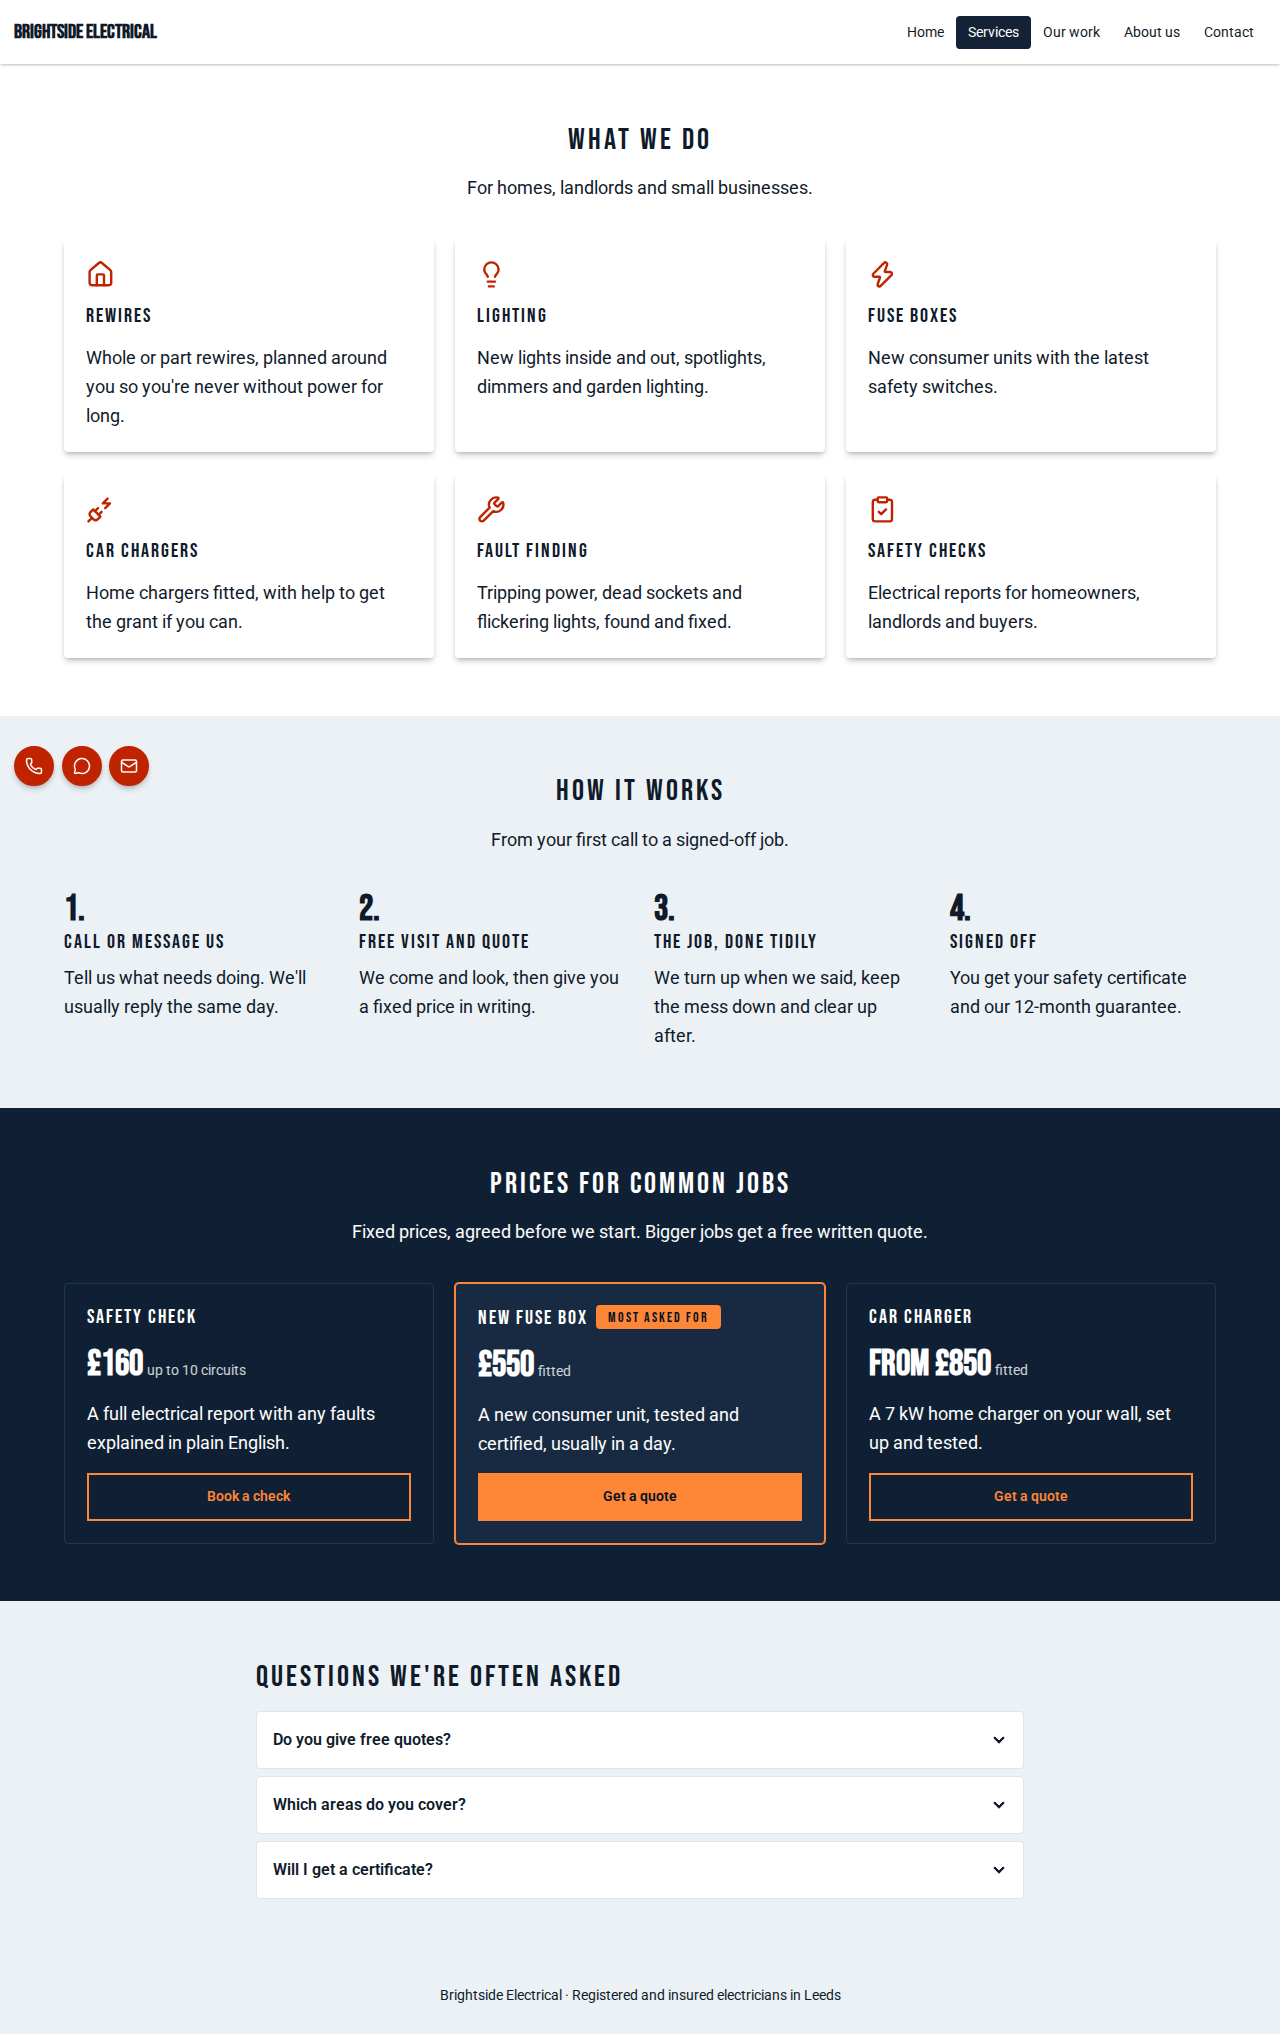 BRIGHTSIDE ELECTRICAL
Home Services Our work About us Contact
WHAT WE DO
For homes, landlords and small businesses.
REWIRES
Whole or part rewires, planned around
you so you're never without power for
long.
LIGHTING
New lights inside and out, spotlights,
dimmers and garden lighting.
FUSE BOXES
New consumer units with the latest
safety switches.
CAR CHARGERS
Home chargers fitted, with help to get
the grant if you can.
FAULT FINDING
Tripping power, dead sockets and
flickering lights, found and fixed.
SAFETY CHECKS
Electrical reports for homeowners,
landlords and buyers.
HOW IT WORKS
From your first call to a signed-off job.
1.
CALL OR MESSAGE US
Tell us what needs doing. We'll
usually reply the same day.
2.
FREE VISIT AND QUOTE
We come and look, then give you
a fixed price in writing.
3.
THE JOB, DONE TIDILY
We turn up when we said, keep
the mess down and clear up
after.
4.
SIGNED OFF
You get your safety certificate
and our 12-month guarantee.
PRICES FOR COMMON JOBS
Fixed prices, agreed before we start. Bigger jobs get a free written quote.
SAFETY CHECK
£160 up to 10 circuits
A full electrical report with any faults
explained in plain English.
Book a check
NEW FUSE BOX MOST ASKED FOR
£550 fitted
A new consumer unit, tested and
certified, usually in a day.
Get a quote
CAR CHARGER
FROM £850 fitted
A 7 kW home charger on your wall, set
up and tested.
Get a quote
QUESTIONS WE'RE OFTEN ASKED
Do you give free quotes?
Which areas do you cover?
Will I get a certificate?
Brightside Electrical · Registered and insured electricians in Leeds